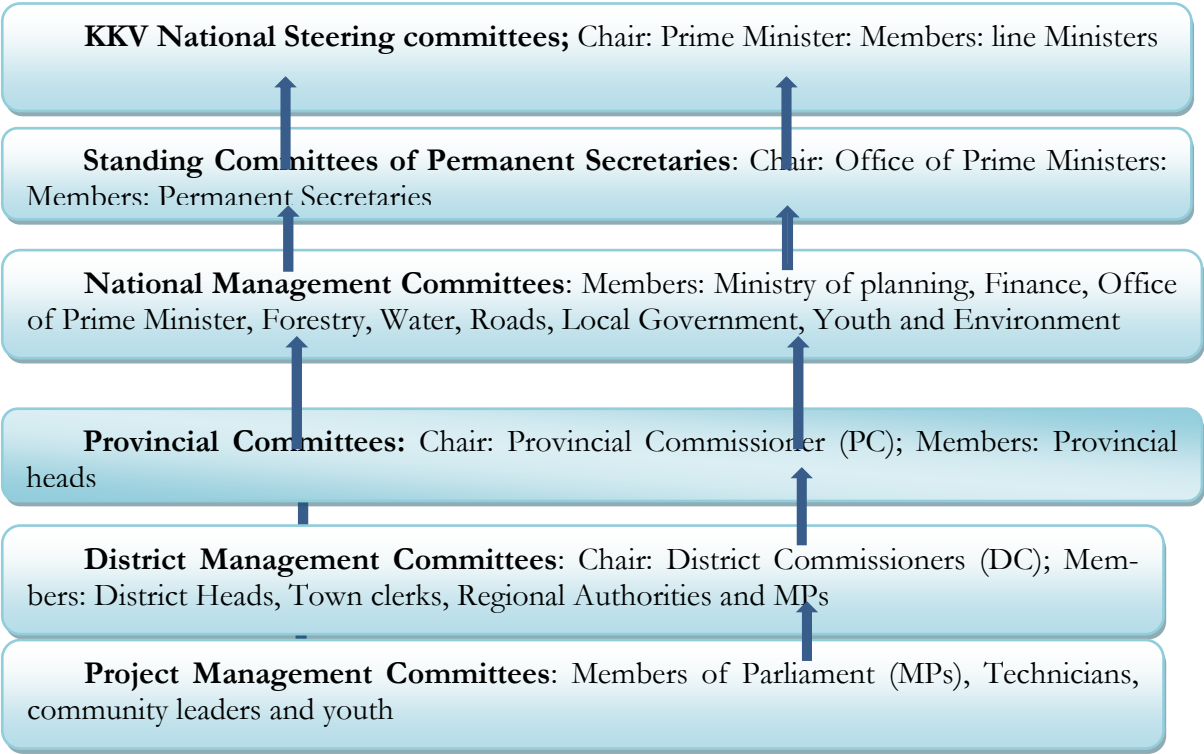 KKV National Steering committees; Chair: Prime Minister: Members: line Ministers
Standing Committees of Permanent Secretaries: Chair: Office of Prime Ministers:
Members: Permanent Secretaries
National Management Committees: Members: Ministry of planning, Finance, Office
of Prime Minister, Forestry, Water, Roads, Local Government, Youth and Environment
Provincial Committees: Chair: Provincial Commissioner (PC); Members: Provincial
heads
District Management Committees: Chair: District Commissioners (DC); Mem-
bers: District Heads, Town clerks, Regional Authorities and MPs
Project Management Committees: Members of Parliament (MPs), Technicians,
community leaders and youth